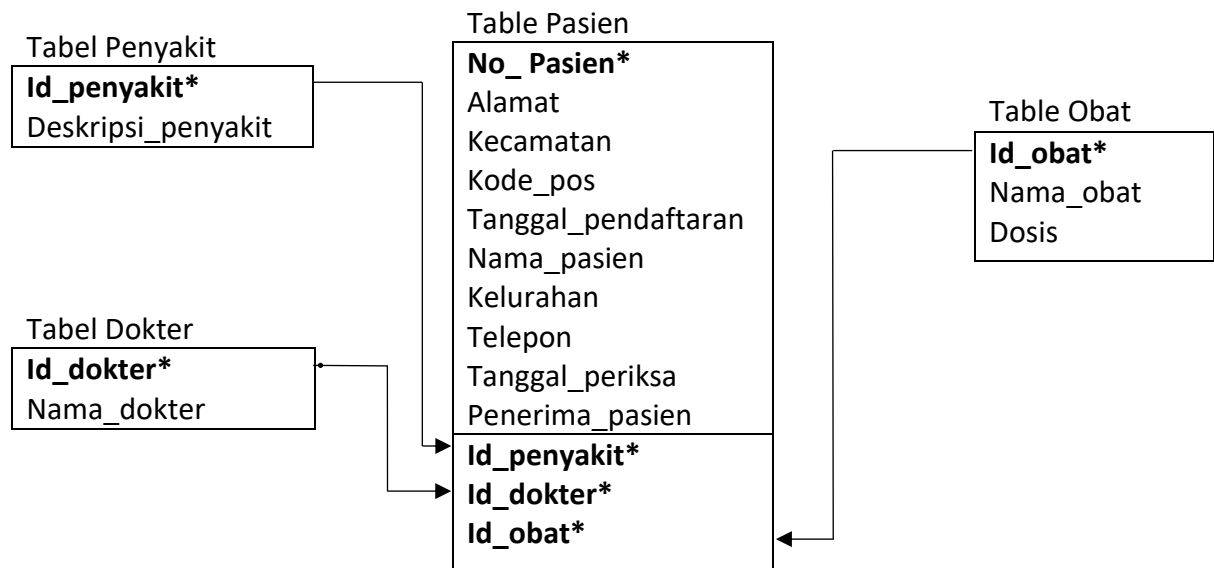 Tabel Penyakit
Id_penyakit*
Deskripsi_penyakit
Tabel Dokter
Id_dokter*
Nama_dokter
Table Pasien
No_ Pasien*
Alamat
Kecamatan
Kode_pos
Tanggal_pendaftaran
Nama_pasien
Kelurahan
Telepon
Tanggal_periksa
Penerima_pasien
Id_penyakit*
Id_dokter*
Id_obat*
Table Obat
Id_obat*
Nama_obat
Dosis